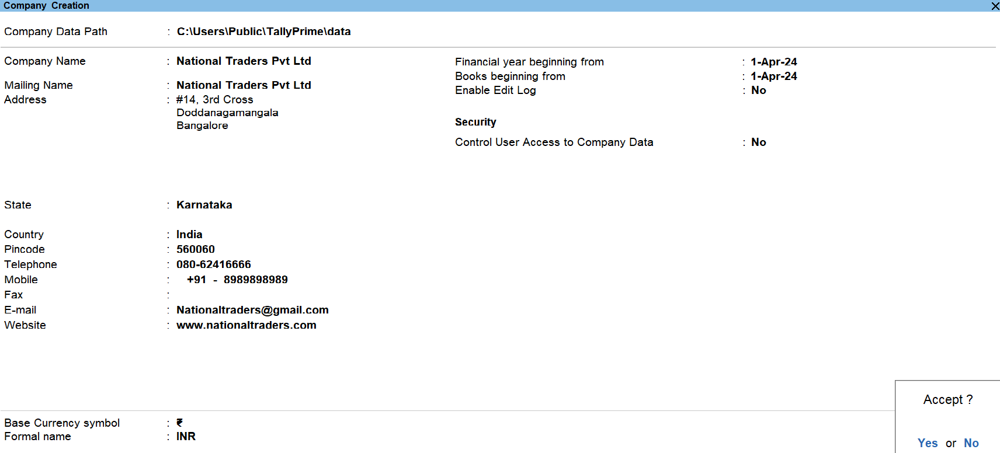 Company Creation
Company Data Path : C:\Users\Public\TallyPrime\data
Company Name : National Traders Pvt Ltd
Mailing Name : National Traders Pvt Ltd
Address : #14, 3rd Cross
Doddanagamangala
Bangalore
State : Karnataka
Country : India
Pincode : 560060
Telephone : 080-62416666
Mobile : +91 - 8989898989
Fax :
E-mail : Nationaltraders@gmail.com
Website : www.nationaltraders.com
Financial year beginning from : 1-Apr-24
Books beginning from : 1-Apr-24
Enable Edit Log : No
Security
Control User Access to Company Data : No
Base Currency symbol : ₹
Formal name : INR
Accept ?
Yes or No